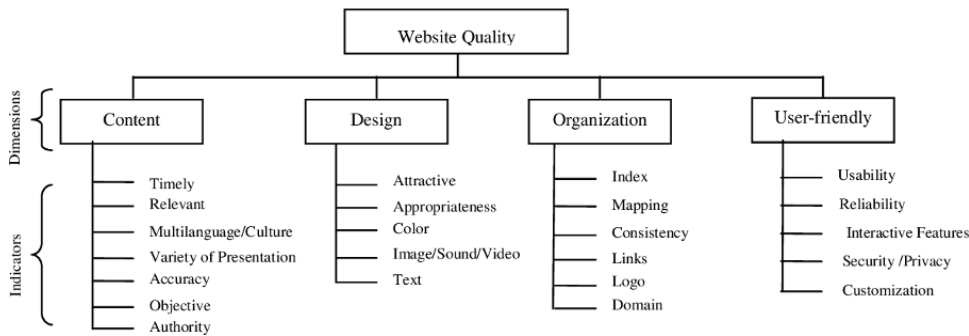 Website Quality
Dimensions
Content
Design
Organization
User-friendly
Indicators
Timely
Relevant
Multilanguage/Culture
Variety of Presentation
Accuracy
Objective
Authority
Attractive
Appropriateness
Color
Image/Sound/Video
Text
Index
Mapping
Consistency
Links
Logo
Domain
Usability
Reliability
Interactive Features
Security /Privacy
Customization